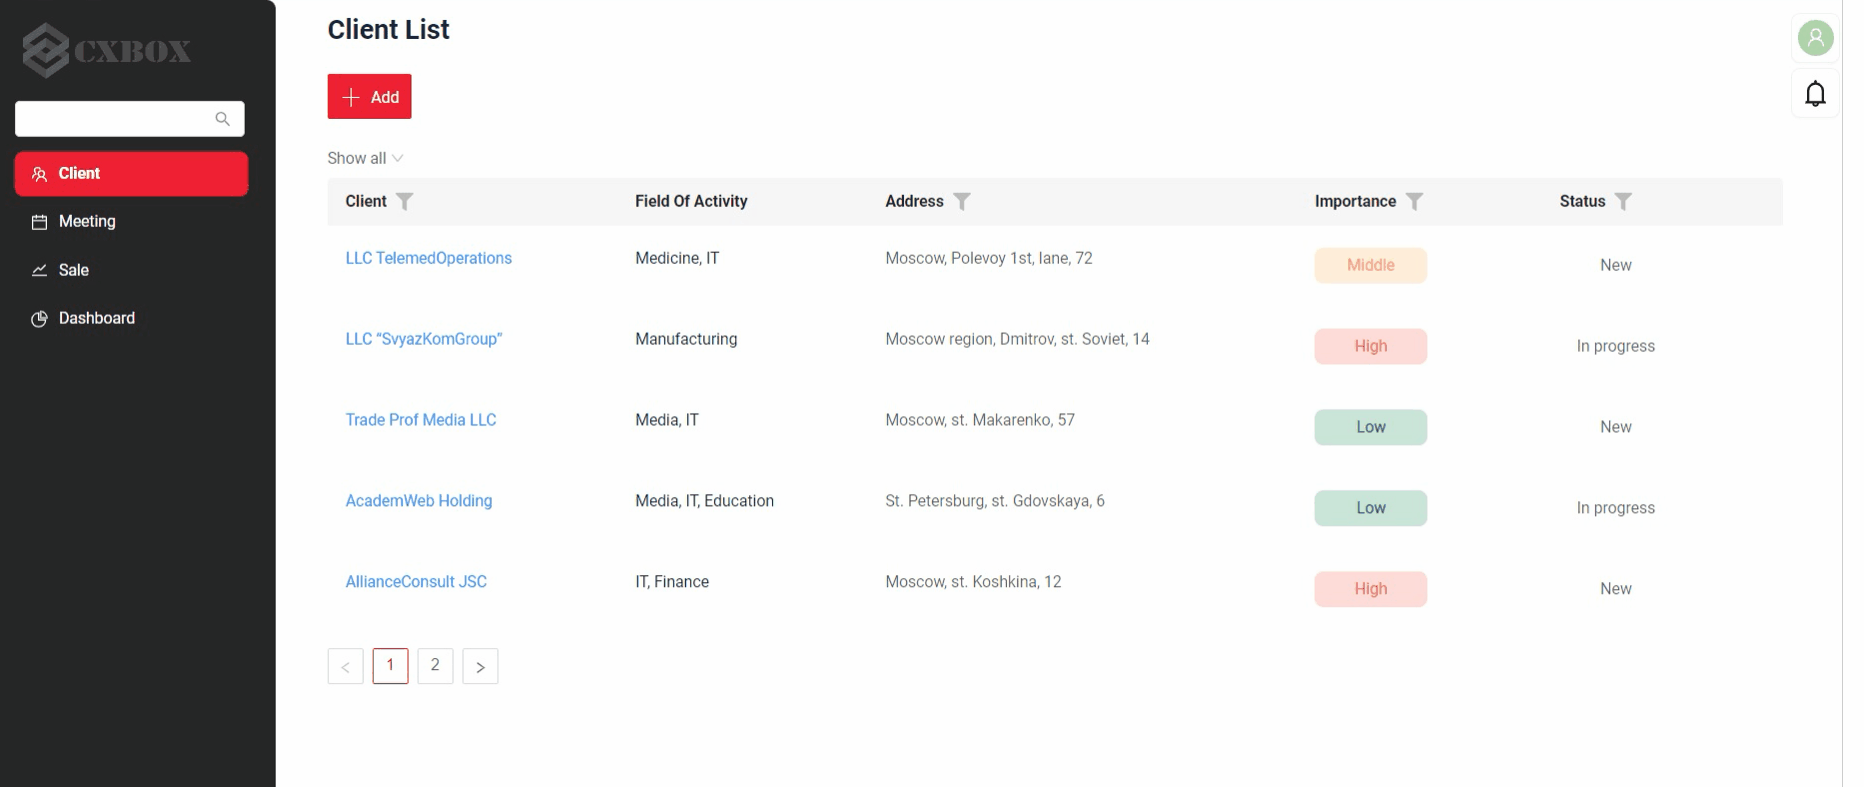 CXBOX
Client
Meeting
Sale
Dashboard
Client List
Add
Show all
Client Field Of Activity Address Importance Status
LLC TelemedOperations Medicine, IT Moscow, Polevoy 1st, lane, 72 Middle New
LLC “SvyazKomGroup” Manufacturing Moscow region, Dmitrov, st. Soviet, 14 High In progress
Trade Prof Media LLC Media, IT Moscow, st. Makarenko, 57 Low New
AcademWeb Holding Media, IT, Education St. Petersburg, st. Gdovskaya, 6 Low In progress
AllianceConsult JSC IT, Finance Moscow, st. Koshkina, 12 High New
< 1 2 >